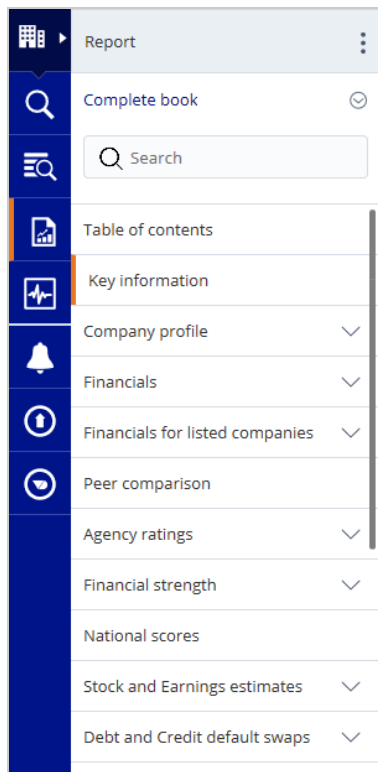 Report
Complete book
Search
Table of contents
Key information
Company profile
Financials
Financials for listed companies
Peer comparison
Agency ratings
Financial strength
National scores
Stock and Earnings estimates
Debt and Credit default swaps